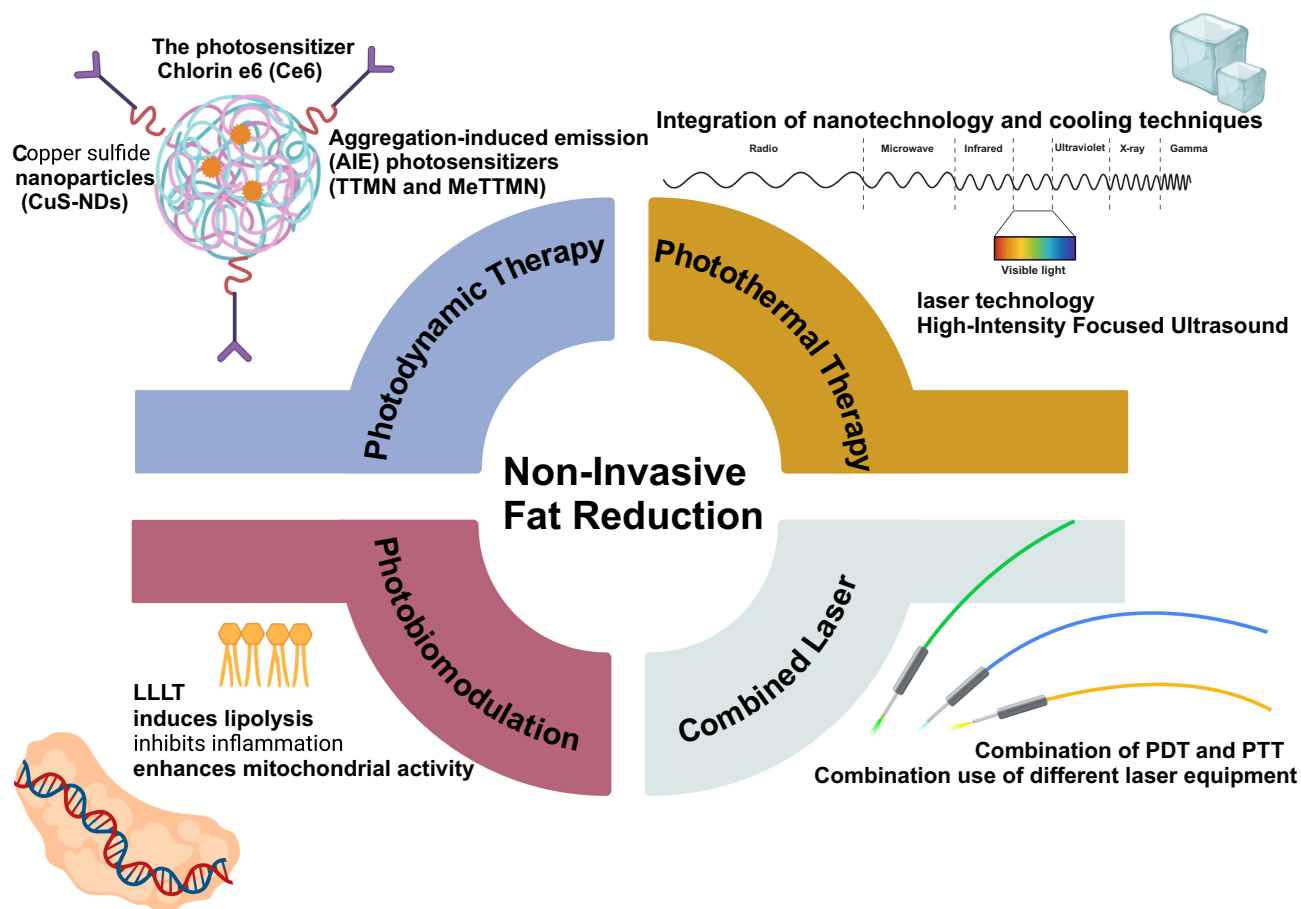 The photosensitizer
Chlorin e6 (Ce6)
Copper sulfide
nanoparticles
(CuS-NDs)
Aggregation-induced emission
(AIE) photosensitizers
(TTMN and MeTTMN)
Integration of nanotechnology and cooling techniques
Radio
Microwave
Infrared
Ultraviolet
X-ray
Gamma
Visible light
laser technology
High-Intensity Focused Ultrasound
Photodynamic Therapy
Photothermal Therapy
Non-Invasive
Fat Reduction
Photobiomodulation
Combined Laser
LLLT
induces lipolysis
inhibits inflammation
enhances mitochondrial activity
Combination of PDT and PTT
Combination use of different laser equipment